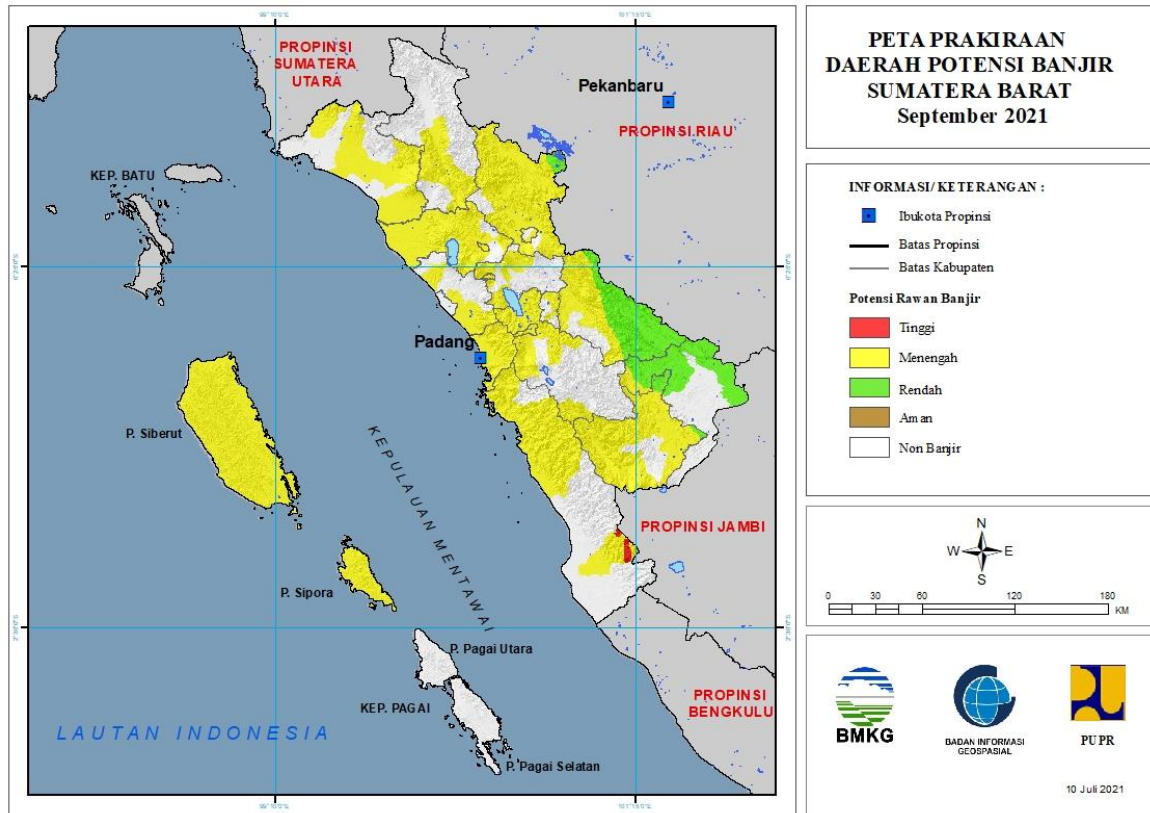 PROPINSI
SUMATERA
UTARA
Pekanbaru
PROPINSI RIAU
KEP. BATU
Padang
P. Siberut
KEPULAUAN MENTAWAI
PROPINSI JAMBI
P. Sipora
P. Pagai Utara
KEP. PAGAI
PROPINSI
BENGKULU
LAUTAN INDONESIA
P. Pagai Selatan
PETA PRAKIRAAN
DAERAH POTENSI BANJIR
SUMATERA BARAT
September 2021
INFORMASI/ KETERANGAN :
Ibukota Propinsi
Batas Propinsi
Batas Kabupaten
Potensi Rawan Banjir
Tinggi
Menengah
Rendah
Aman
Non Banjir
N
W E
S
0 30 60 120 180
KM
BMKG
BADAN INFORMASI
GEOSPASIAL
PUPR
10 Juli 2021